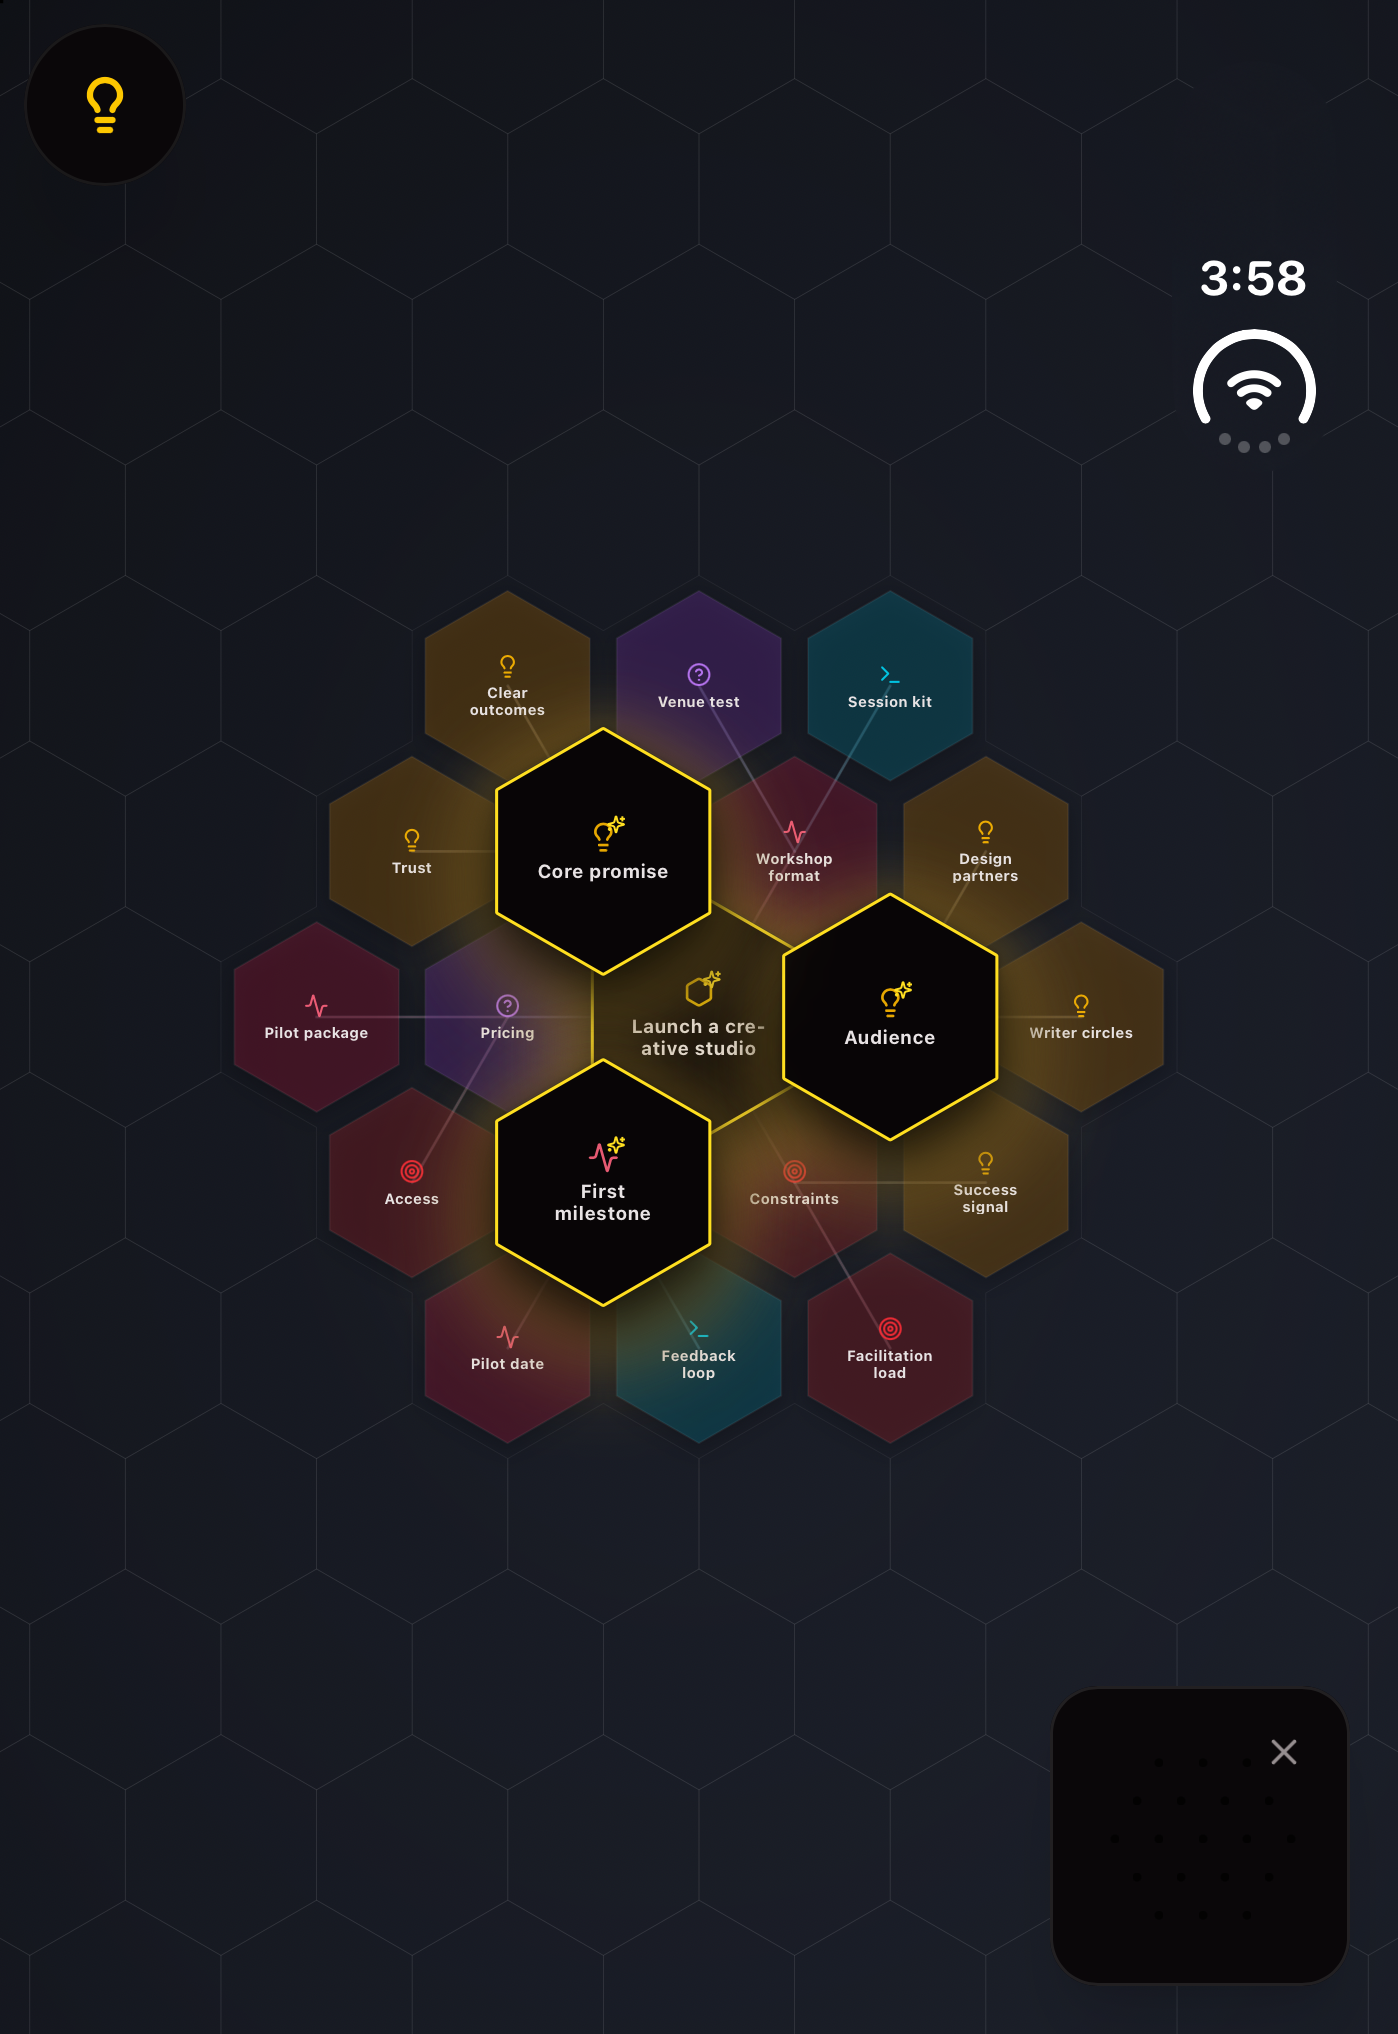 3:58
Clear
outcomes
Venue test
Session kit
Trust
Core promise
Workshop
format
Design
partners
Pilot package
Pricing
Launch a cre-
ative studio
Audience
Writer circles
Access
First
milestone
Constraints
Success
signal
Pilot date
Feedback
loop
Facilitation
load